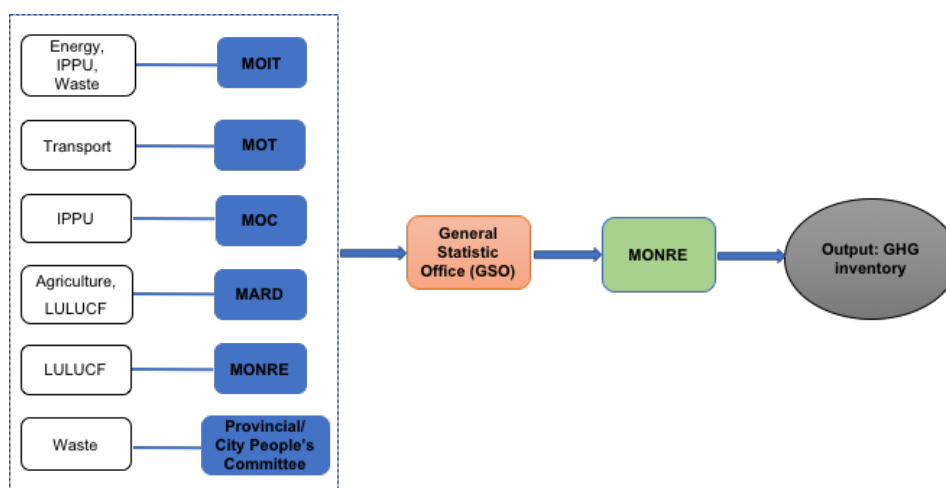 Energy,
IPPU,
Waste
MOIT
Transport
MOT
IPPU
MOC
Agriculture,
LULUCF
MARD
LULUCF
MONRE
Waste
Provincial/
City People's
Committee
General
Statistic
Office (GSO)
MONRE
Output: GHG
inventory